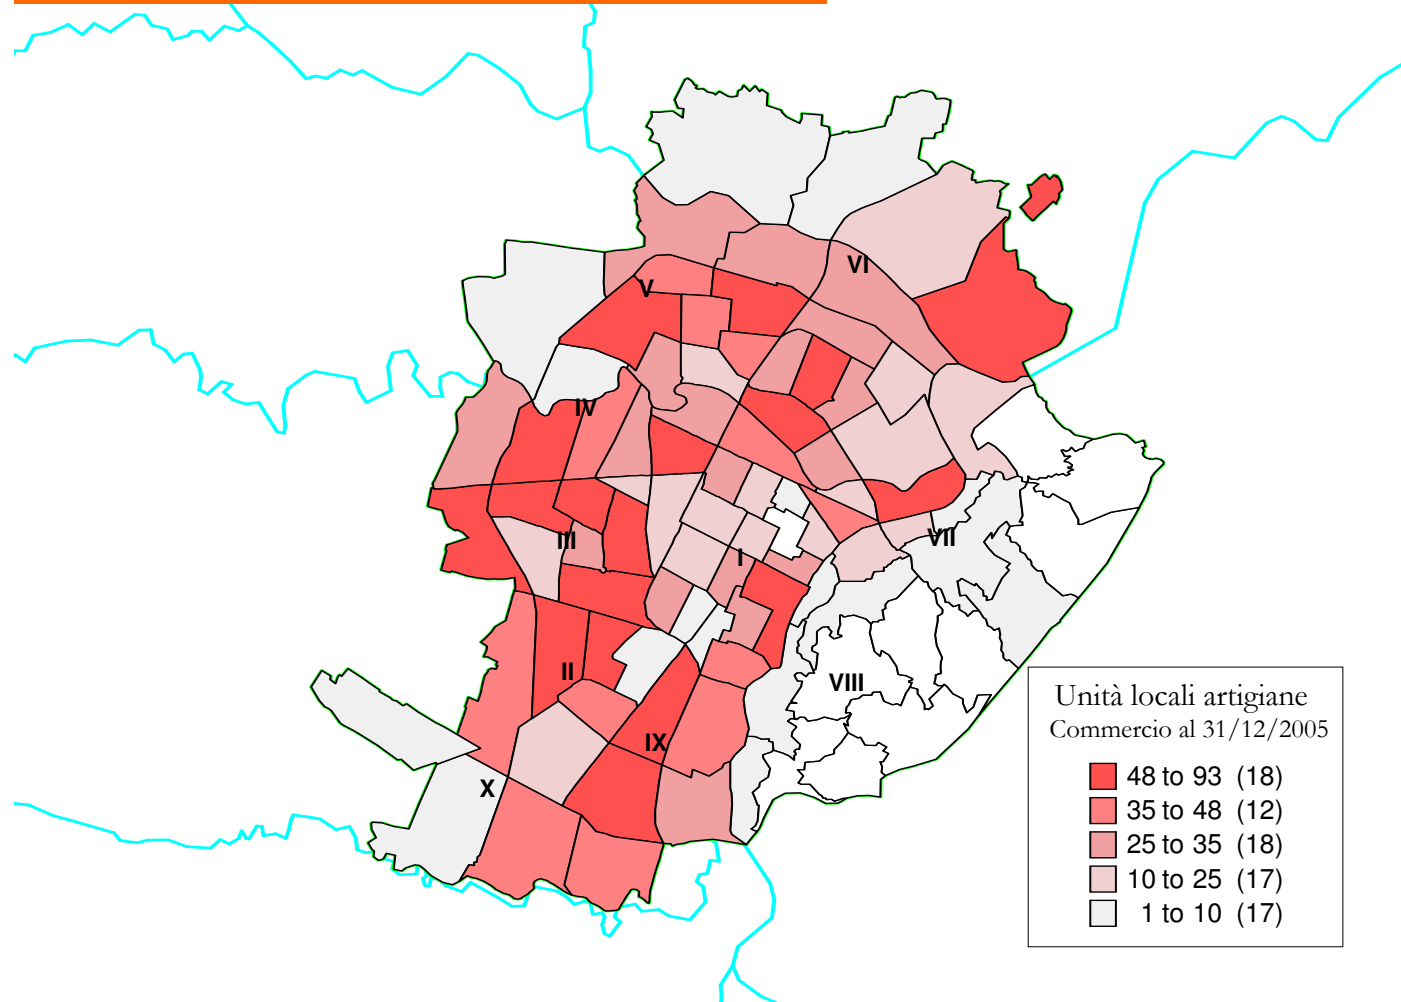 VI
V
IV
III
I
VII
II
VIII
IX
X
Unità locali artigiane
Commercio al 31/12/2005
48 to 93 (18)
35 to 48 (12)
25 to 35 (18)
10 to 25 (17)
1 to 10 (17)